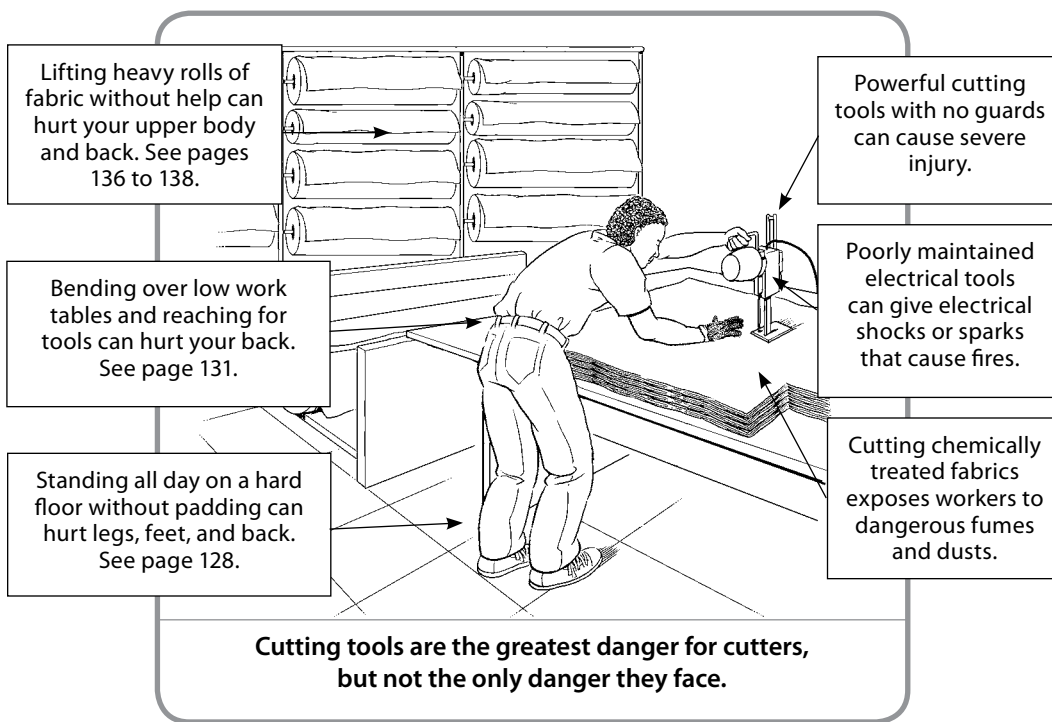 Lifting heavy rolls of
fabric without help can
hurt your upper body
and back. See pages
136 to 138.
Bending over low work
tables and reaching for
tools can hurt your back.
See page 131.
Standing all day on a hard
floor without padding can
hurt legs, feet, and back.
See page 128.
Powerful cutting
tools with no guards
can cause severe
injury.
Poorly maintained
electrical tools
can give electrical
shocks or sparks
that cause fires.
Cutting chemically
treated fabrics
exposes workers to
dangerous fumes
and dusts.
Cutting tools are the greatest danger for cutters,
but not the only danger they face.